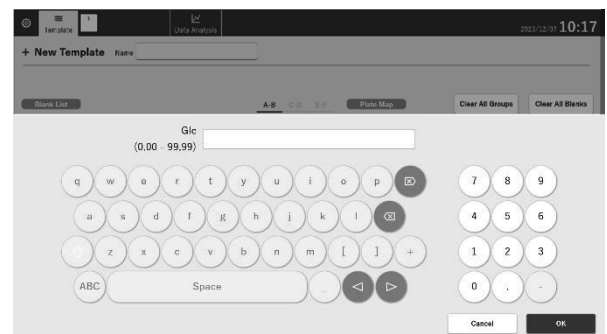 Template
1
Data Analysis
2023/12/07 10:17
+ New Template Name
Blank List
A-B C-D E-F
Plate Map
Clear All Groups
Clear All Blanks
Glc
(0.00 - 99.99)
q w e r t y u i o p
7 8 9
a s d f g h j k l
4 5 6
z x c v b n m [ ] +
1 2 3
ABC Space _
0 . -
Cancel OK